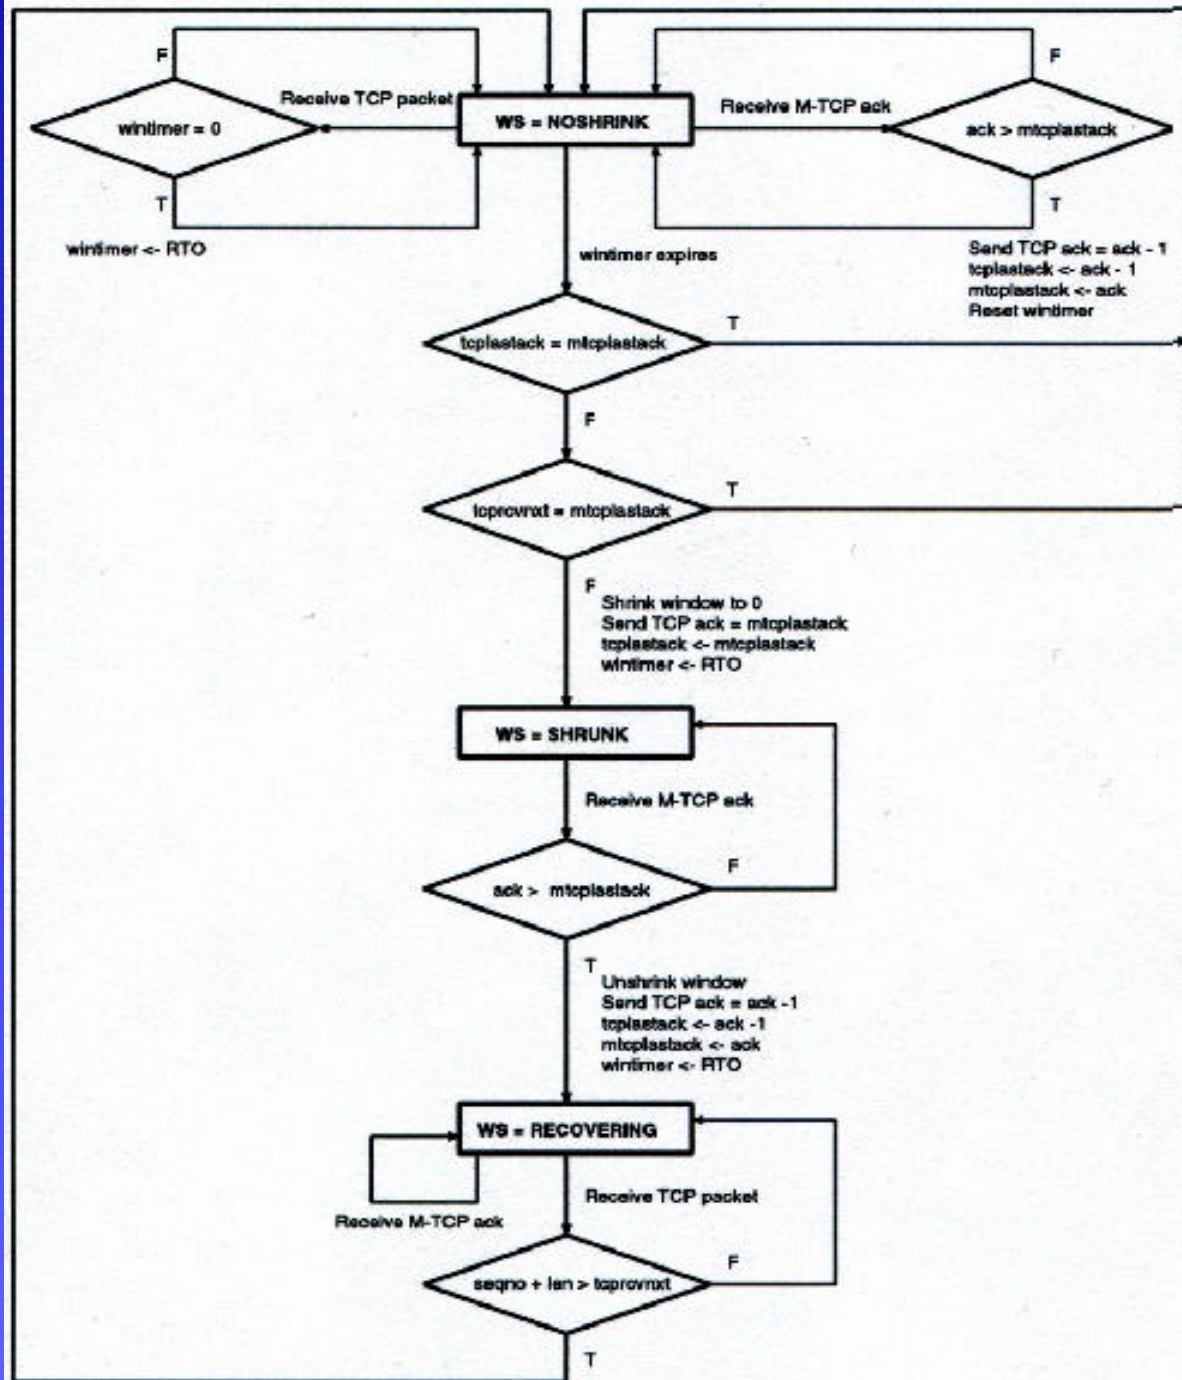 F
F
Receive TCP packet
Receive M-TCP ack
wintimer = 0
WS = NOSHRINK
ack > mtcplastack
T
T
wintimer <- RTO
wintimer expires
Send TCP ack = ack - 1
tcplastack <- ack - 1
mtcplastack <- ack
Reset wintimer
T
tcplastack = mtcplastack
F
T
tcprcvnxt = mtcplastack
F
Shrink window to 0
Send TCP ack = mtcplastack
tcplastack <- mtcplastack
wintimer <- RTO
WS = SHRUNK
Receive M-TCP ack
F
ack > mtcplastack
T
Unshrink window
Send TCP ack = ack -1
tcplastack <- ack -1
mtcplastack <- ack
wintimer <- RTO
WS = RECOVERING
Receive TCP packet
Receive M-TCP ack
F
seqno + len > tcprcvnxt
T